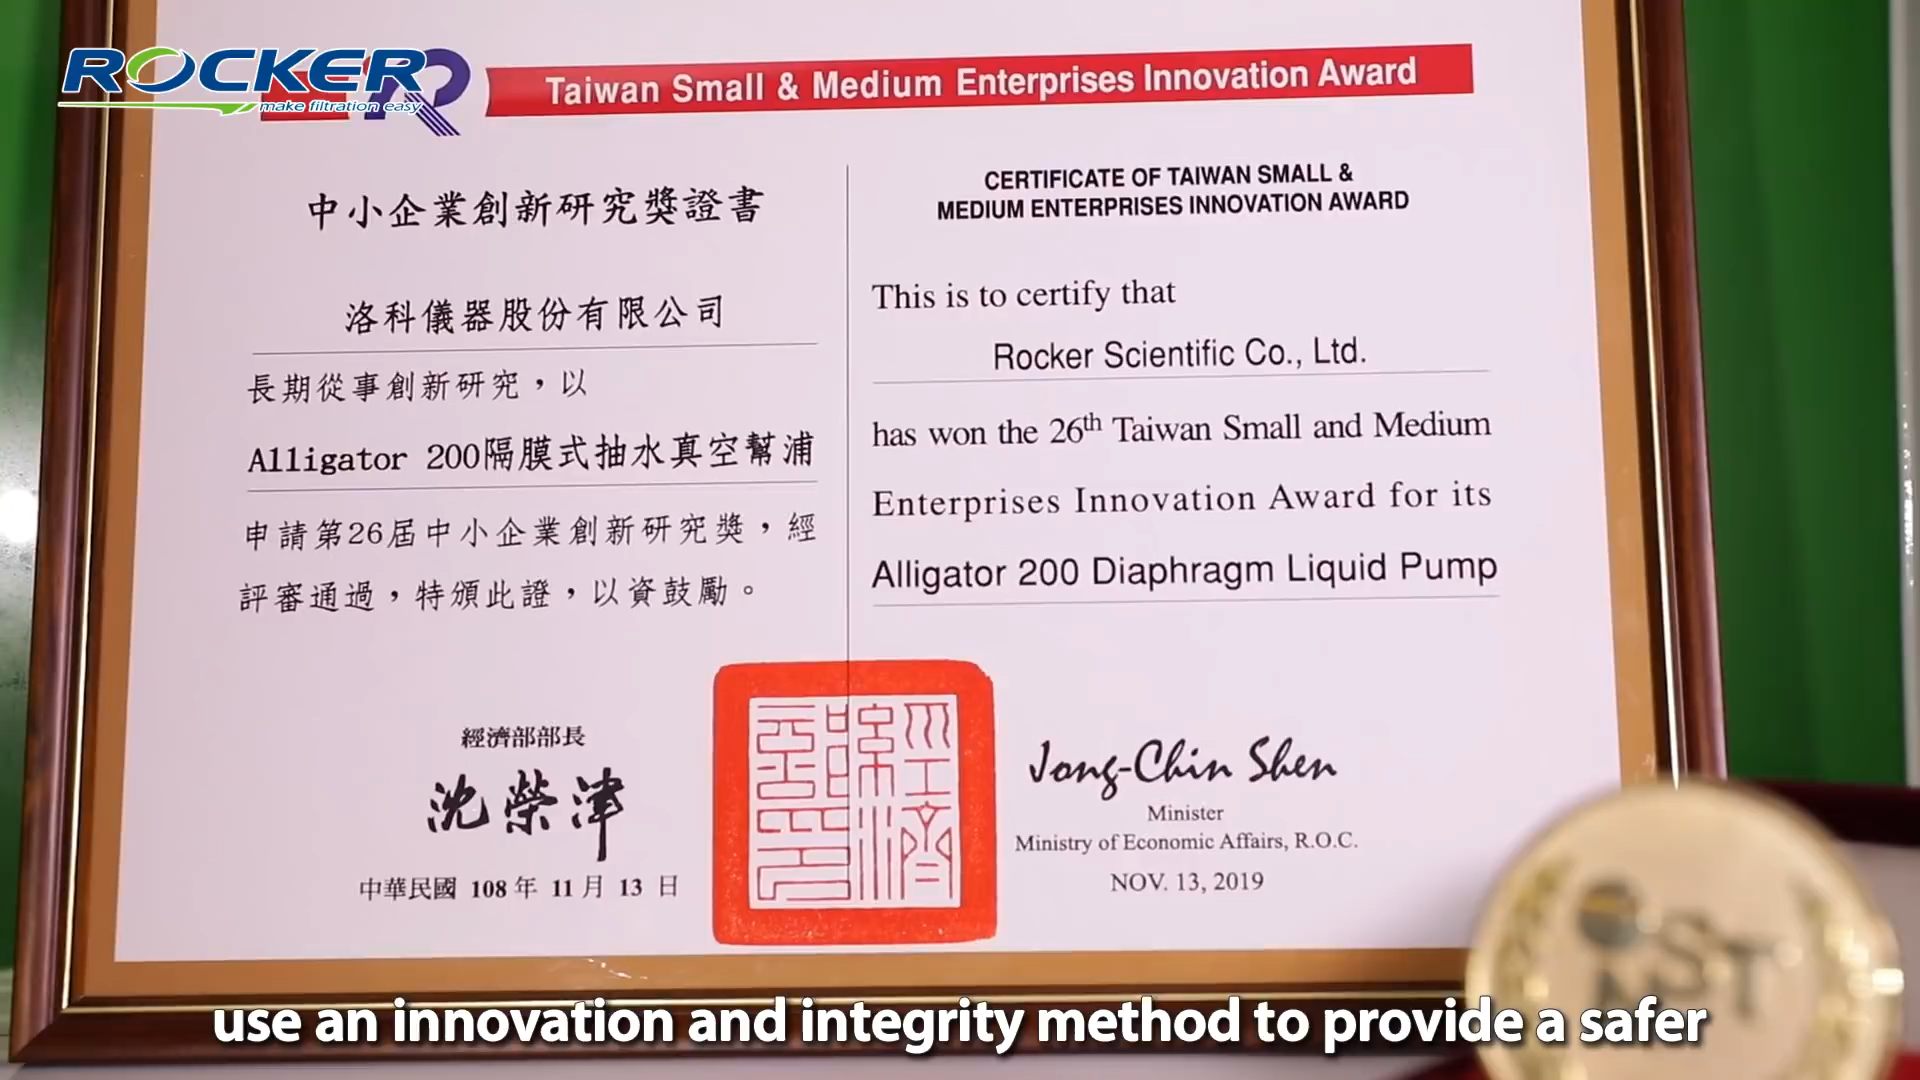 ROCKER
make filtration easy
Taiwan Small & Medium Enterprises Innovation Award
中小企業創新研究獎證書
洛科儀器股份有限公司
長期從事創新研究，以
Alligator 200隔膜式抽水真空幫浦
申請第26届中小企業創新研究獎，經
評審通過，特頒此證，以資鼓勵。
經濟部部長
沈榮津
中華民國 108 年 11 月 13 日
CERTIFICATE OF TAIWAN SMALL &
MEDIUM ENTERPRISES INNOVATION AWARD
This is to certify that
Rocker Scientific Co., Ltd.
has won the 26th Taiwan Small and Medium
Enterprises Innovation Award for its
Alligator 200 Diaphragm Liquid Pump
Jong-Chin Shen
Minister
Ministry of Economic Affairs, R.O.C.
NOV. 13, 2019
use an innovation and integrity method to provide a safer